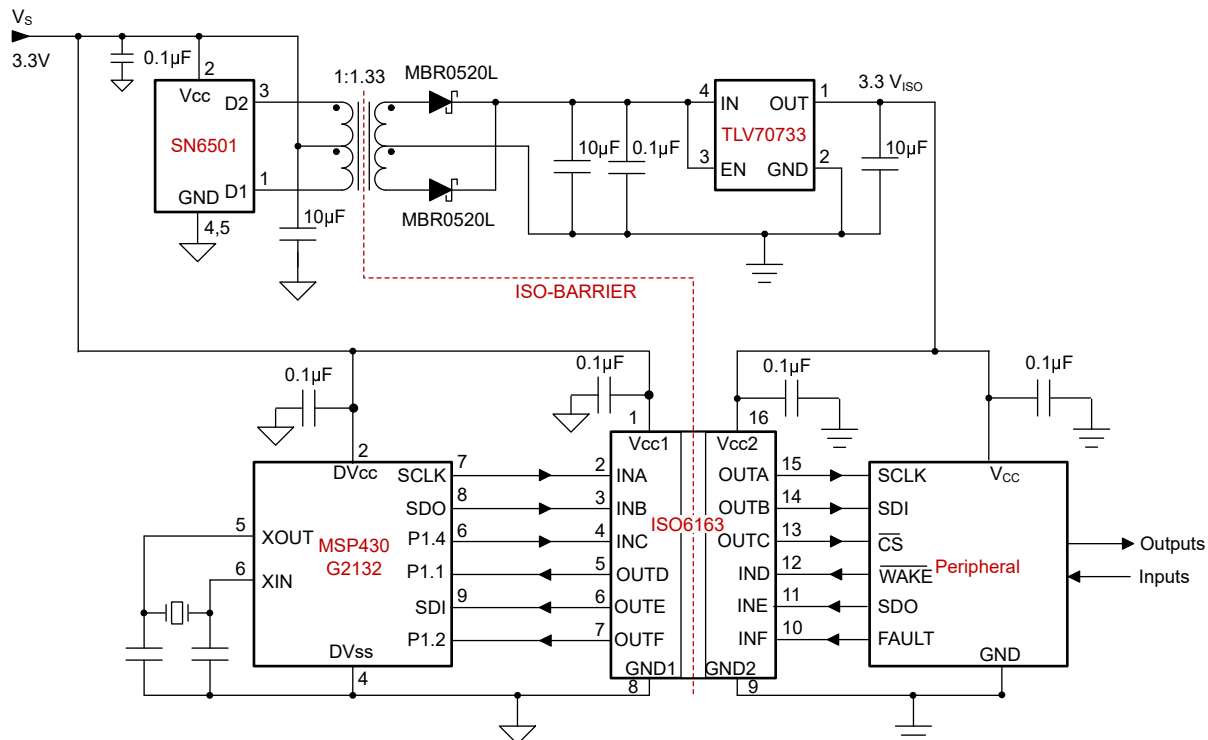 VS
3.3V
0.1µF
2
Vcc
D2
3
SN6501
D1
1
GND
4,5
10µF
1:1.33
MBR0520L
MBR0520L
10µF
0.1µF
4
IN
OUT
1
TLV70733
3
EN
GND
2
3.3 VISO
10µF
ISO-BARRIER
0.1µF
0.1µF
0.1µF
0.1µF
2
DVcc
5
XOUT
6
XIN
MSP430
G2132
SCLK
7
SDO
8
P1.4
6
P1.1
SDI
9
P1.2
DVss
4
1
Vcc1
2
INA
3
INB
4
INC
5
OUTD
6
OUTE
7
OUTF
GND1
8
ISO6163
16
Vcc2
OUTA
15
OUTB
14
OUTC
13
IND
12
INE
11
INF
10
GND2
9
VCC
SCLK
SDI
CS
WAKE
SDO
FAULT
GND
Peripheral
Outputs
Inputs